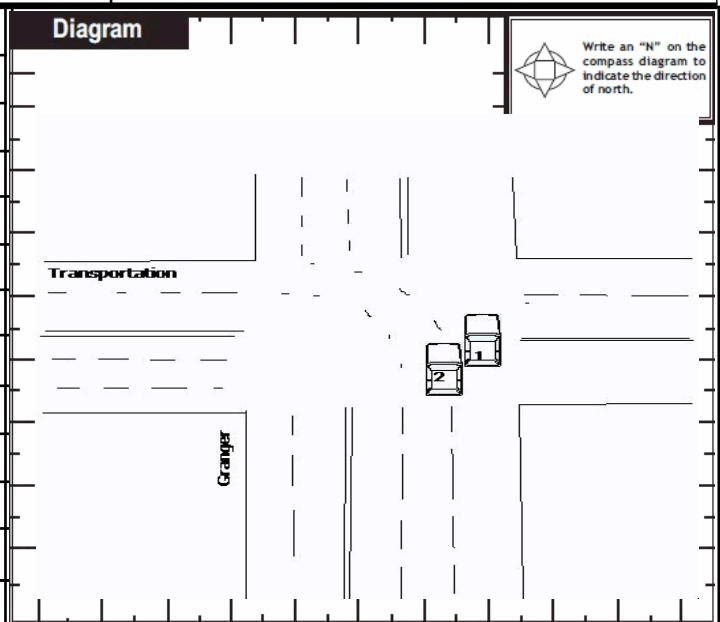 Diagram
Write an “N” on the
compass diagram to
indicate the direction
of north.
Transportation
1
2
Granger